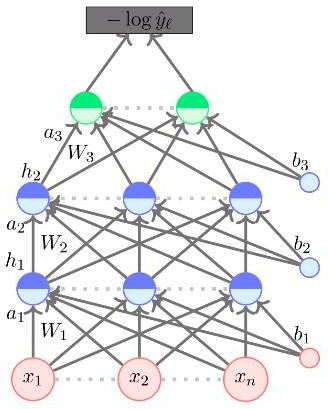 − log ŷ_ℓ
a_3
W_3
b_3
h_2
a_2
W_2
b_2
h_1
a_1
W_1
b_1
x_1 x_2 x_n